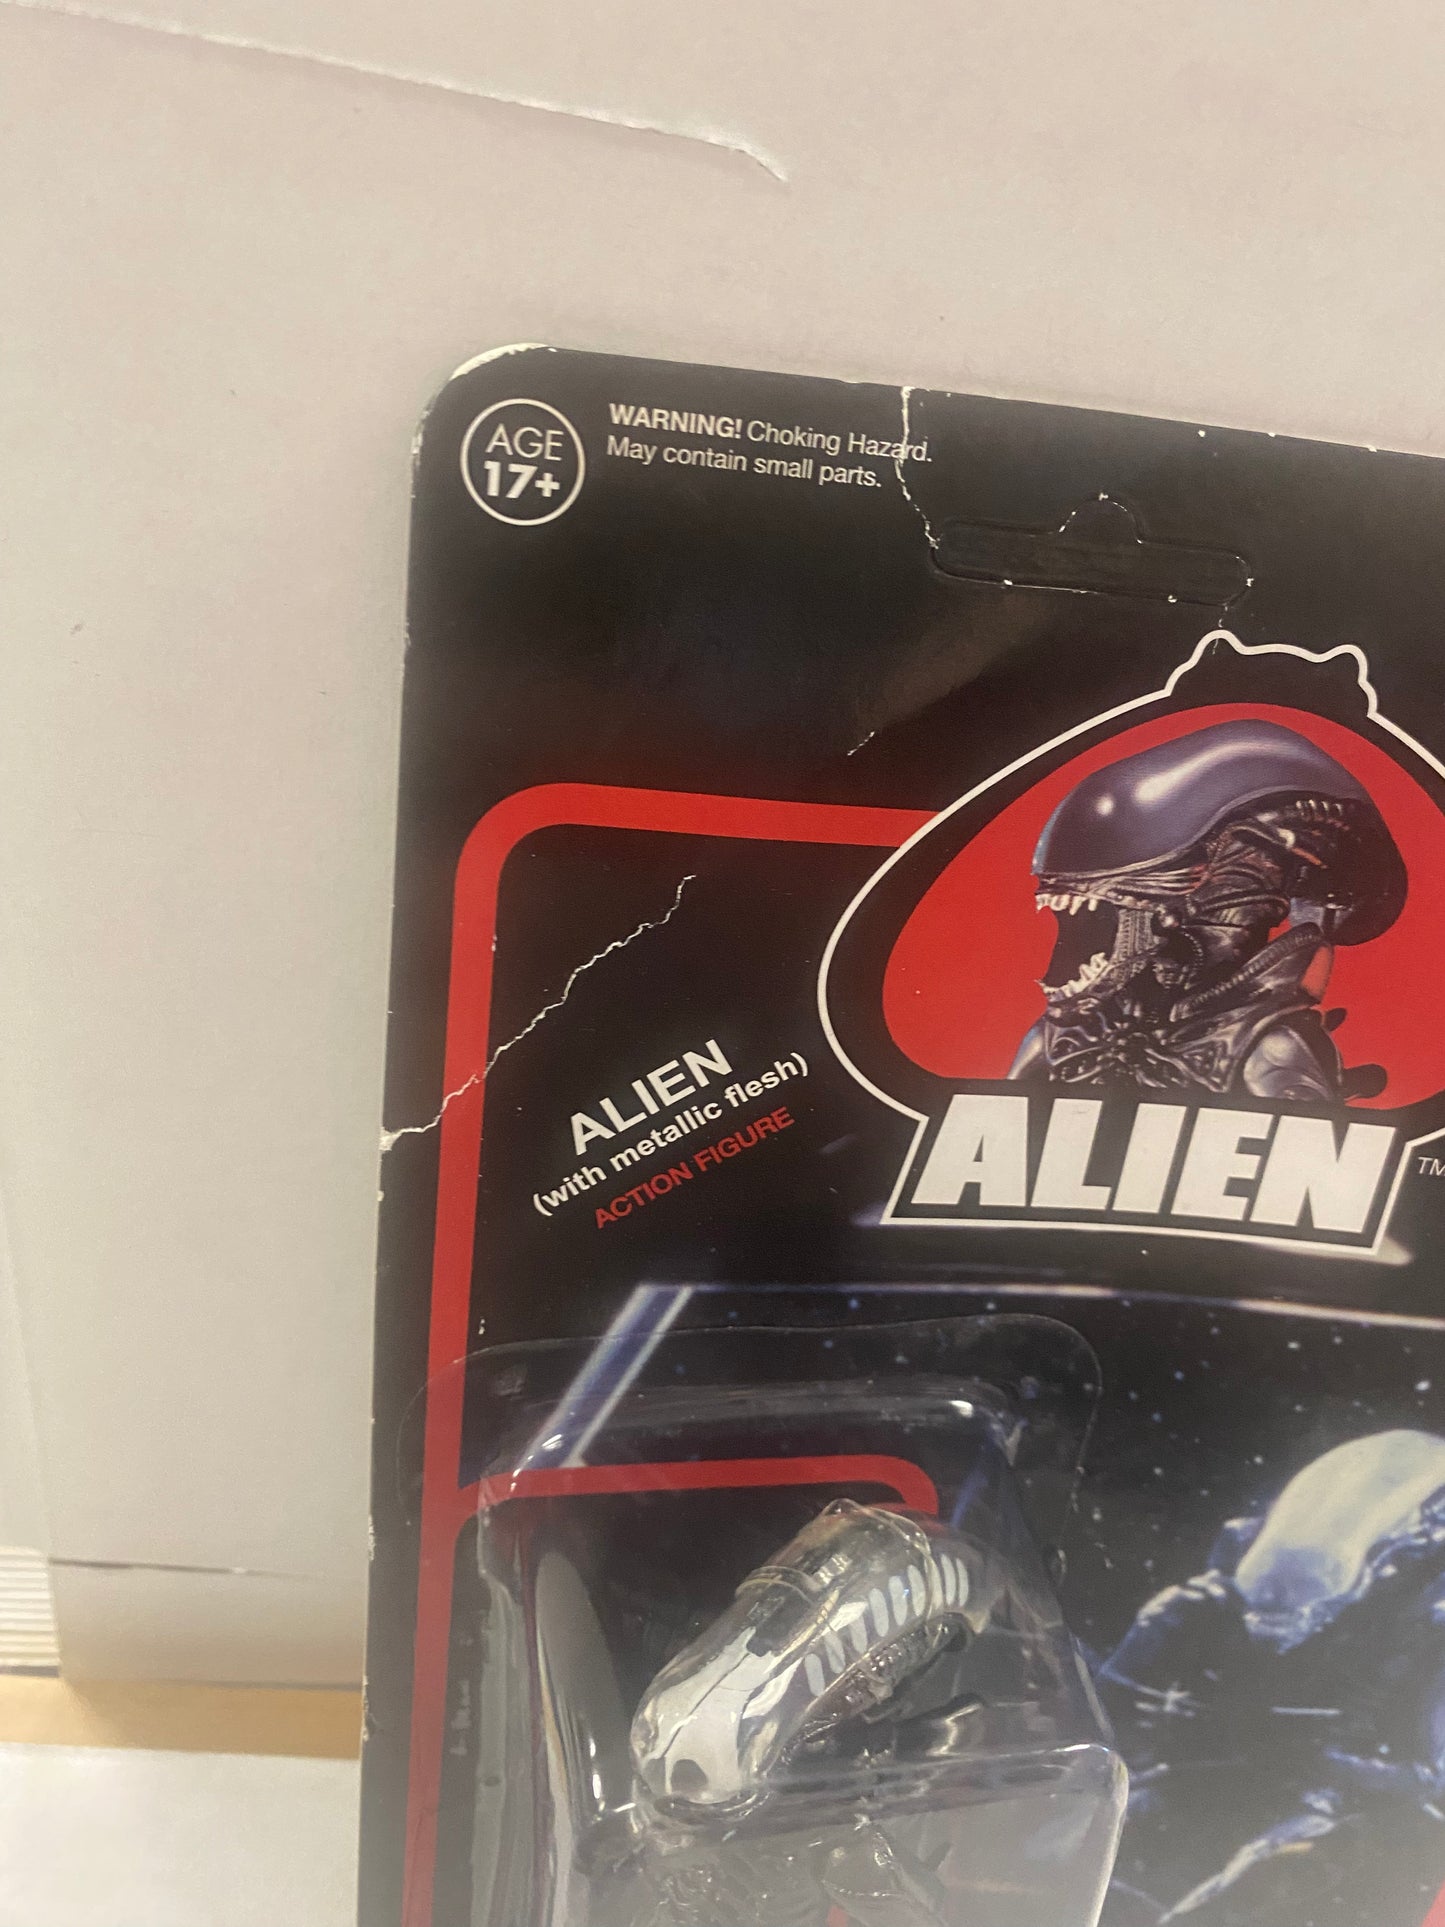 AGE
17+
WARNING! Choking Hazard.
May contain small parts.
ALIEN
(with metallic flesh)
ACTION FIGURE
ALIEN
TM